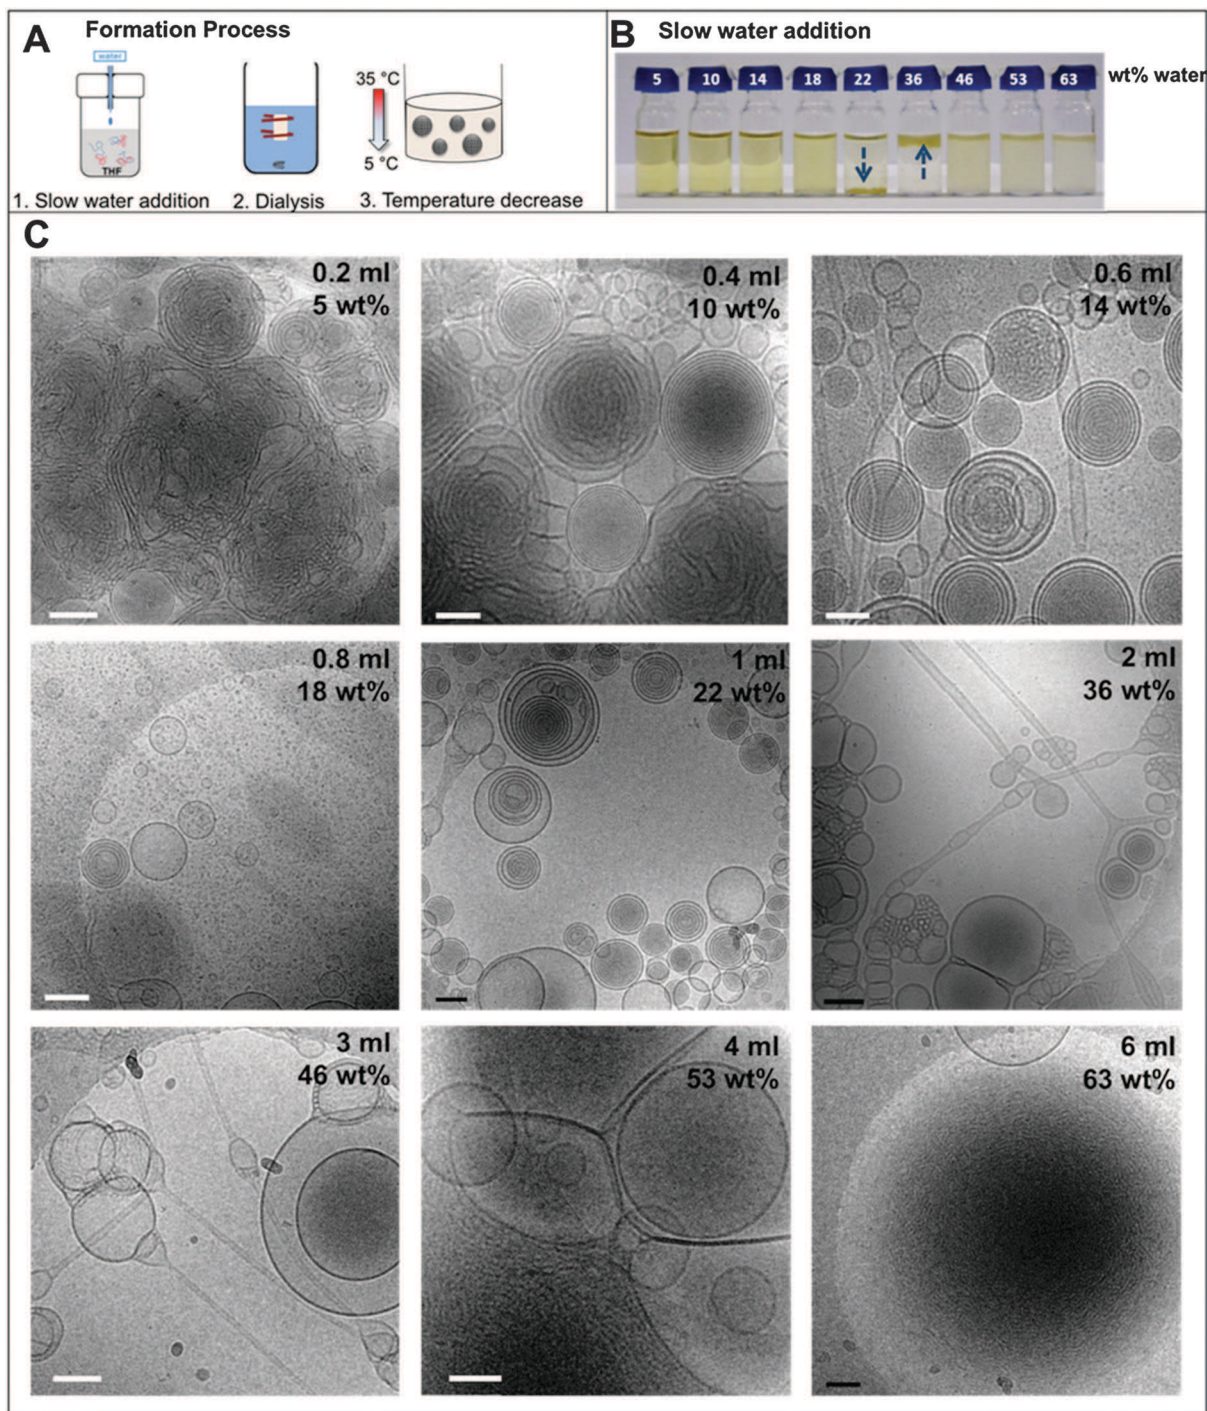 A Formation Process
water
THF
35 °C
5 °C
1. Slow water addition
2. Dialysis
3. Temperature decrease
B Slow water addition
5 10 14 18 22 36 46 53 63 wt% water
C
0.2 ml
5 wt%
0.4 ml
10 wt%
0.6 ml
14 wt%
0.8 ml
18 wt%
1 ml
22 wt%
2 ml
36 wt%
3 ml
46 wt%
4 ml
53 wt%
6 ml
63 wt%